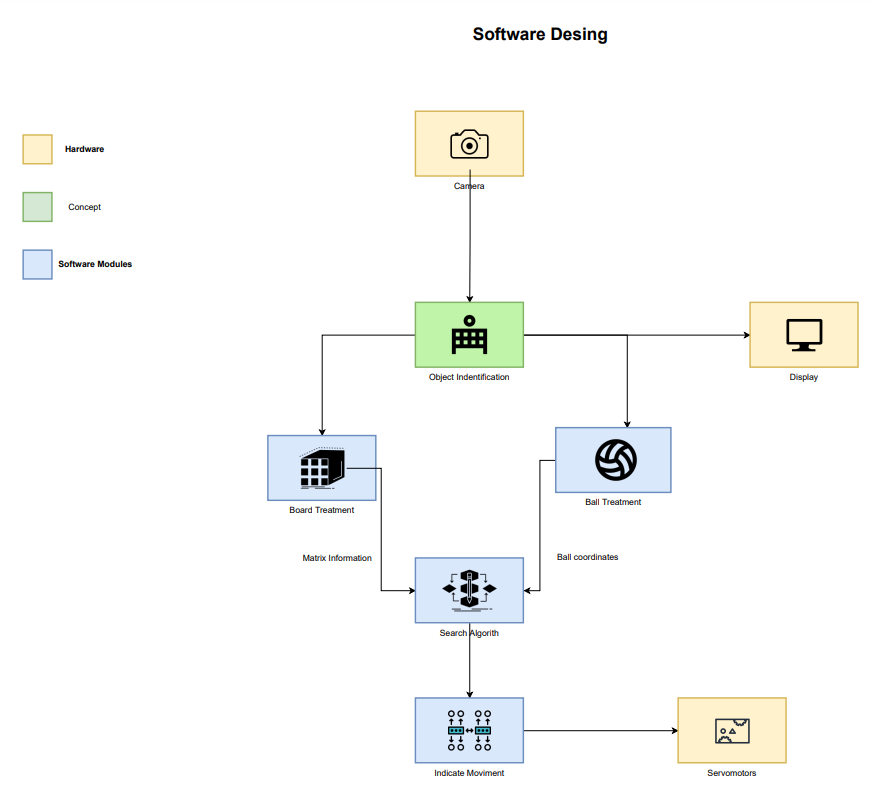 Software Desing
Hardware
Concept
Software Modules
Camera
Object Indentification
Display
Board Treatment
Ball Treatment
Matrix Information
Ball coordinates
Search Algorith
Indicate Moviment
Servomotors